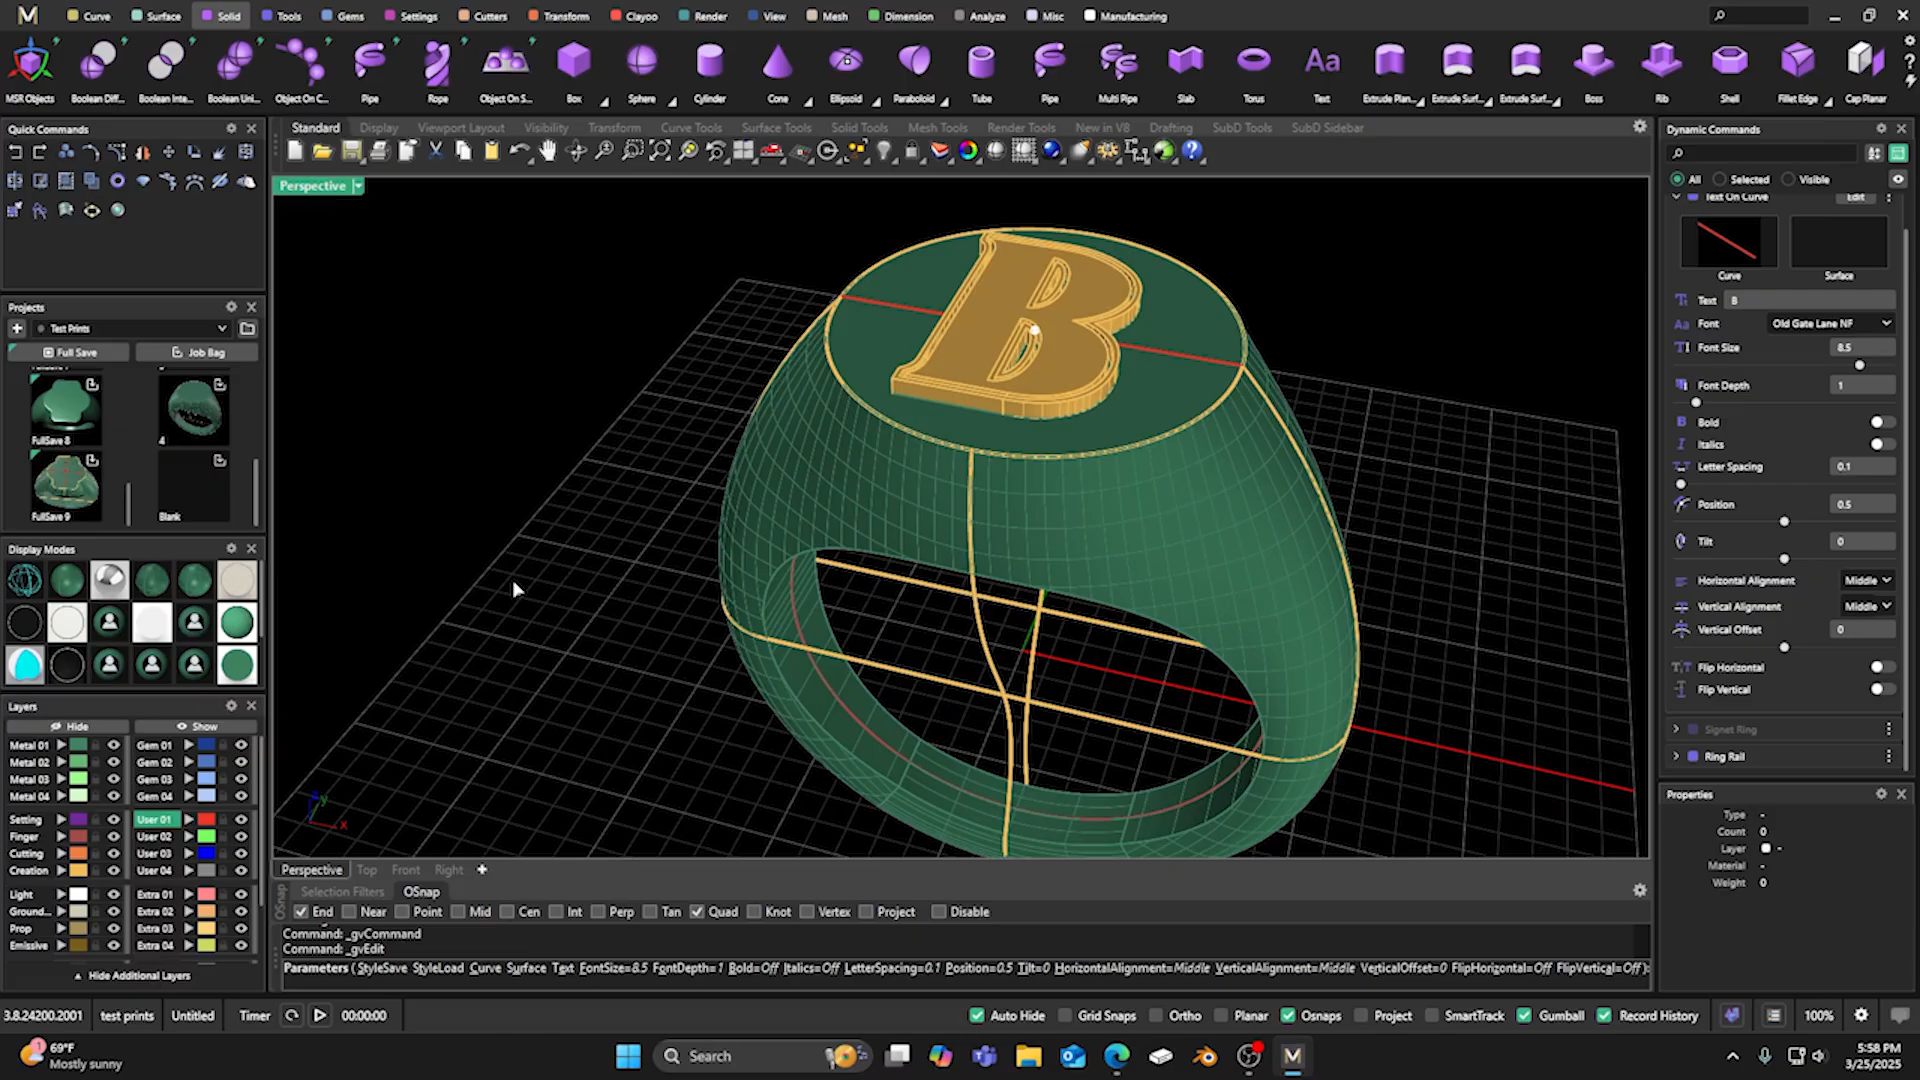 Curve Surface Solid Tools Gems Settings Cutters Transform Clayoo Render View Mesh Dimension Analyze Misc Manufacturing
MSR Objects Boolean Diff... Boolean Inte... Boolean Uni... Object On C... Pipe Rope Object On S... Box Sphere Cylinder Cone Ellipsoid Paraboloid Tube Pipe Multi Pipe Slab Torus Text Extrude Plan... Extrude Surf... Extrude Surf... Boss Rib Shell Fillet Edge Cap Planar
Quick Commands
Standard Display Viewport Layout Visibility Transform Curve Tools Surface Tools Solid Tools Mesh Tools Render Tools New in V8 Drafting SubD Tools SubD Sidebar
Perspective
Projects
Test Prints
Full Save Job Bag
FullSave 8 4
FullSave 9 Blank
Display Modes
Layers
Hide Show
Metal 01 Gem 01
Metal 02 Gem 02
Metal 03 Gem 03
Metal 04 Gem 04
Setting User 01
Finger User 02
Cutting User 03
Creation User 04
Light Extra 01
Ground... Extra 02
Prop Extra 03
Emissive Extra 04
Hide Additional Layers
B
y
x
Perspective Top Front Right
OSnap
Selection Filters OSnap
End Near Point Mid Cen Int Perp Tan Quad Knot Vertex Project Disable
Command: _gvCommand
Command: _gvEdit
Parameters ( StyleSave StyleLoad Curve Surface Text FontSize=8.5 FontDepth=1 Bold=Off Italics=Off LetterSpacing=0.1 Position=0.5 Tilt=0 HorizontalAlignment=Middle VerticalAlignment=Middle VerticalOffset=0 FlipHorizontal=Off FlipVertical=Off ):
Dynamic Commands
All Selected Visible
Text On Curve Edit
Curve Surface
Text B
Font Old Gate Lane NF
Font Size 8.5
Font Depth 1
Bold
Italics
Letter Spacing 0.1
Position 0.5
Tilt 0
Horizontal Alignment Middle
Vertical Alignment Middle
Vertical Offset 0
Flip Horizontal
Flip Vertical
Signet Ring
Ring Rail
Properties
Type -
Count 0
Layer -
Material -
Weight 0
3.8.24200.2001 test prints Untitled Timer 00:00:00 Auto Hide Grid Snaps Ortho Planar Osnaps Project SmartTrack Gumball Record History 100%
1 69°F
Mostly sunny
Search
5:58 PM
3/25/2025